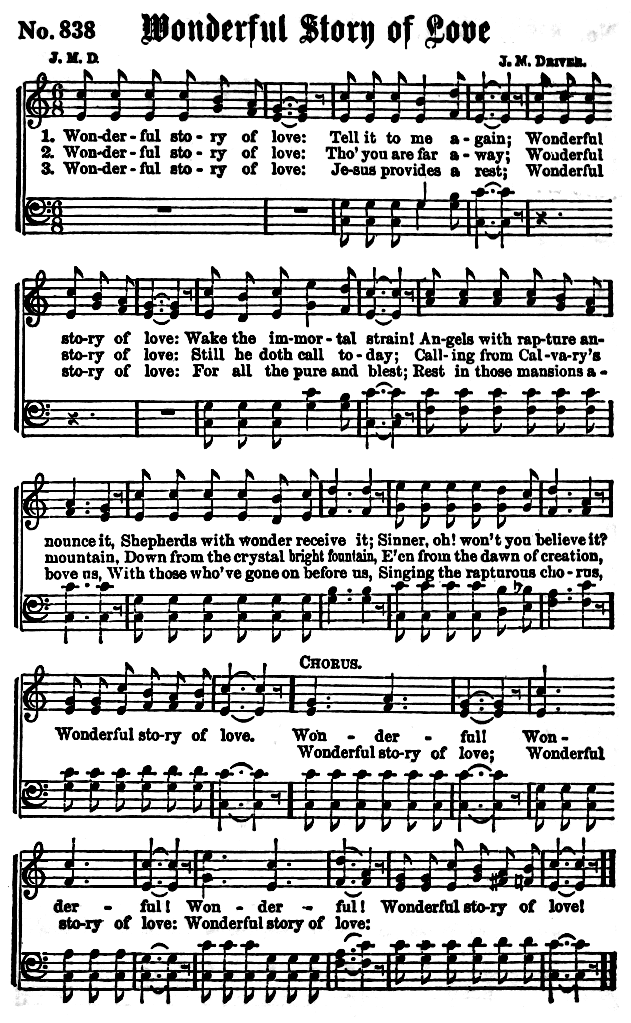 No. 838 Wonderful Story of Love
J. M. D.
J. M. DRIVER.
1. Won-der-ful sto-ry of love: Tell it to me a-gain; Wonderful
2. Won-der-ful sto-ry of love: Tho' you are far a-way; Wonderful
3. Won-der-ful sto-ry of love: Je-sus provides a rest; Wonderful
sto-ry of love: Wake the im-mor-tal strain! An-gels with rap-ture an-
sto-ry of love: Still he doth call to-day; Call-ing from Cal-va-ry's
sto-ry of love: For all the pure and blest; Rest in those mansions a-
nounce it, Shepherds with wonder receive it; Sinner, oh! won't you believe it?
mountain, Down from the crystal bright fountain, E'en from the dawn of creation,
bove us, With those who've gone on before us, Singing the rapturous cho-rus,
CHORUS.
Wonderful sto-ry of love. Won - der - ful! Won-
Wonderful sto-ry of love; Wonderful
der - ful! Won - der - ful! Wonderful sto-ry of love!
sto-ry of love: Wonderful story of love: